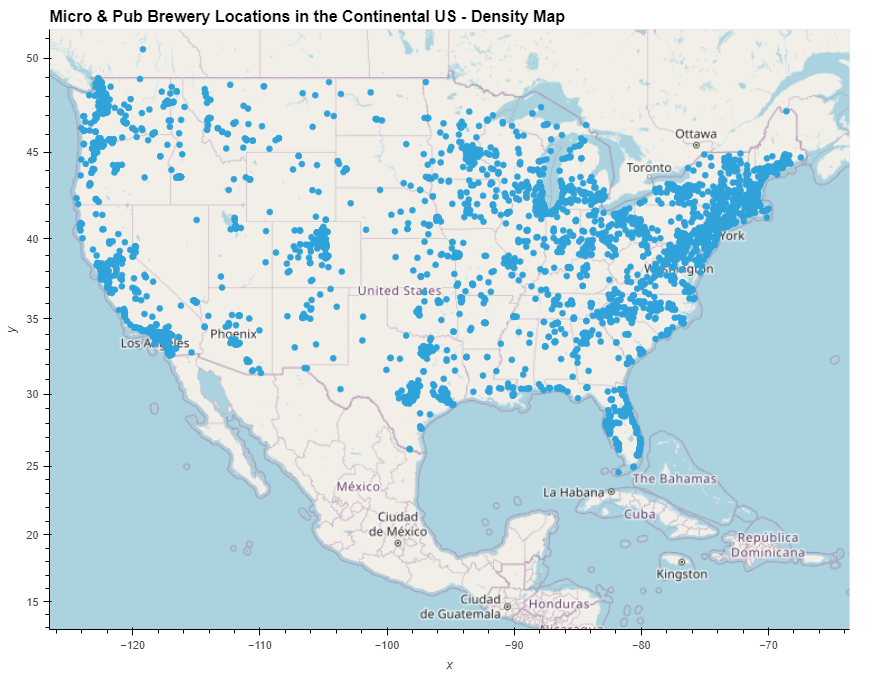 Micro & Pub Brewery Locations in the Continental US - Density Map
50
Ottawa
45
Toronto
40
York
Washington
United States
y
35
Phoenix
Los Angeles
30
25
The Bahamas
México
La Habana
Cuba
Ciudad
de México
20
República
Dominicana
Kingston
15
Ciudad
de Guatemala
Honduras
Nicaragua
−120
−110
−100
−90
−80
−70
x